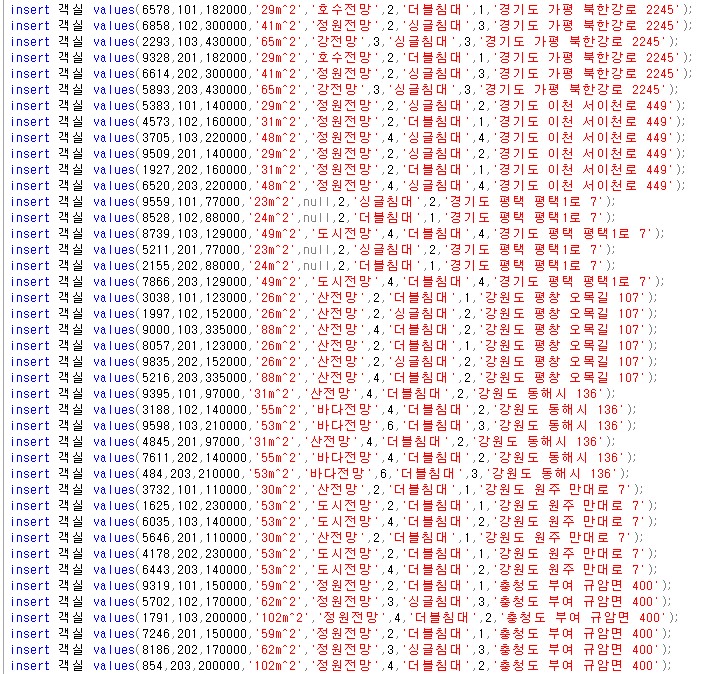 insert 객실 values(6578,101,182000,'29m^2','호수전망',2,'더블침대',1,'경기도 가평 북한강로 2245');
insert 객실 values(6858,102,300000,'41m^2','정원전망',2,'싱글침대',3,'경기도 가평 북한강로 2245');
insert 객실 values(2293,103,430000,'65m^2','강전망',3,'싱글침대',3,'경기도 가평 북한강로 2245');
insert 객실 values(9328,201,182000,'29m^2','호수전망',2,'더블침대',1,'경기도 가평 북한강로 2245');
insert 객실 values(6614,202,300000,'41m^2','정원전망',2,'싱글침대',3,'경기도 가평 북한강로 2245');
insert 객실 values(5893,203,430000,'65m^2','강전망',3,'싱글침대',3,'경기도 가평 북한강로 2245');
insert 객실 values(5383,101,140000,'29m^2','정원전망',2,'싱글침대',2,'경기도 이천 서이천로 449');
insert 객실 values(4573,102,160000,'31m^2','정원전망',2,'더블침대',1,'경기도 이천 서이천로 449');
insert 객실 values(3705,103,220000,'48m^2','정원전망',4,'싱글침대',4,'경기도 이천 서이천로 449');
insert 객실 values(9509,201,140000,'29m^2','정원전망',2,'싱글침대',2,'경기도 이천 서이천로 449');
insert 객실 values(1927,202,160000,'31m^2','정원전망',2,'더블침대',1,'경기도 이천 서이천로 449');
insert 객실 values(6520,203,220000,'48m^2','정원전망',4,'싱글침대',4,'경기도 이천 서이천로 449');
insert 객실 values(9559,101,77000,'23m^2',null,2,'싱글침대',2,'경기도 평택 평택1로 7');
insert 객실 values(8528,102,88000,'24m^2',null,2,'더블침대',1,'경기도 평택 평택1로 7');
insert 객실 values(8739,103,129000,'49m^2','도시전망',4,'더블침대',4,'경기도 평택 평택1로 7');
insert 객실 values(5211,201,77000,'23m^2',null,2,'싱글침대',2,'경기도 평택 평택1로 7');
insert 객실 values(2155,202,88000,'24m^2',null,2,'더블침대',1,'경기도 평택 평택1로 7');
insert 객실 values(7866,203,129000,'49m^2','도시전망',4,'더블침대',4,'경기도 평택 평택1로 7');
insert 객실 values(3038,101,123000,'26m^2','산전망',2,'더블침대',1,'강원도 평창 오목길 107');
insert 객실 values(1997,102,152000,'26m^2','산전망',2,'싱글침대',2,'강원도 평창 오목길 107');
insert 객실 values(9000,103,335000,'88m^2','산전망',4,'더블침대',2,'강원도 평창 오목길 107');
insert 객실 values(8057,201,123000,'26m^2','산전망',2,'더블침대',1,'강원도 평창 오목길 107');
insert 객실 values(9835,202,152000,'26m^2','산전망',2,'싱글침대',2,'강원도 평창 오목길 107');
insert 객실 values(5216,203,335000,'88m^2','산전망',4,'더블침대',2,'강원도 평창 오목길 107');
insert 객실 values(9395,101,97000,'31m^2','산전망',4,'더블침대',2,'강원도 동해시 136');
insert 객실 values(3188,102,140000,'55m^2','바다전망',4,'더블침대',2,'강원도 동해시 136');
insert 객실 values(9598,103,210000,'53m^2','바다전망',6,'더블침대',3,'강원도 동해시 136');
insert 객실 values(4845,201,97000,'31m^2','산전망',4,'더블침대',2,'강원도 동해시 136');
insert 객실 values(7611,202,140000,'55m^2','바다전망',4,'더블침대',2,'강원도 동해시 136');
insert 객실 values(484,203,210000,'53m^2','바다전망',6,'더블침대',3,'강원도 동해시 136');
insert 객실 values(3732,101,110000,'30m^2','산전망',2,'더블침대',1,'강원도 원주 만대로 7');
insert 객실 values(1625,102,230000,'53m^2','도시전망',2,'더블침대',1,'강원도 원주 만대로 7');
insert 객실 values(6035,103,140000,'53m^2','도시전망',4,'더블침대',2,'강원도 원주 만대로 7');
insert 객실 values(5646,201,110000,'30m^2','산전망',2,'더블침대',1,'강원도 원주 만대로 7');
insert 객실 values(4178,202,230000,'53m^2','도시전망',2,'더블침대',1,'강원도 원주 만대로 7');
insert 객실 values(6443,203,140000,'53m^2','도시전망',4,'더블침대',2,'강원도 원주 만대로 7');
insert 객실 values(9319,101,150000,'59m^2','정원전망',2,'더블침대',1,'충청도 부여 규암면 400');
insert 객실 values(5702,102,170000,'62m^2','정원전망',3,'싱글침대',3,'충청도 부여 규암면 400');
insert 객실 values(1791,103,200000,'102m^2','정원전망',4,'더블침대',2,'충청도 부여 규암면 400');
insert 객실 values(7246,201,150000,'59m^2','정원전망',2,'더블침대',1,'충청도 부여 규암면 400');
insert 객실 values(8186,202,170000,'62m^2','정원전망',3,'싱글침대',3,'충청도 부여 규암면 400');
insert 객실 values(854,203,200000,'102m^2','정원전망',4,'더블침대',2,'충청도 부여 규암면 400');